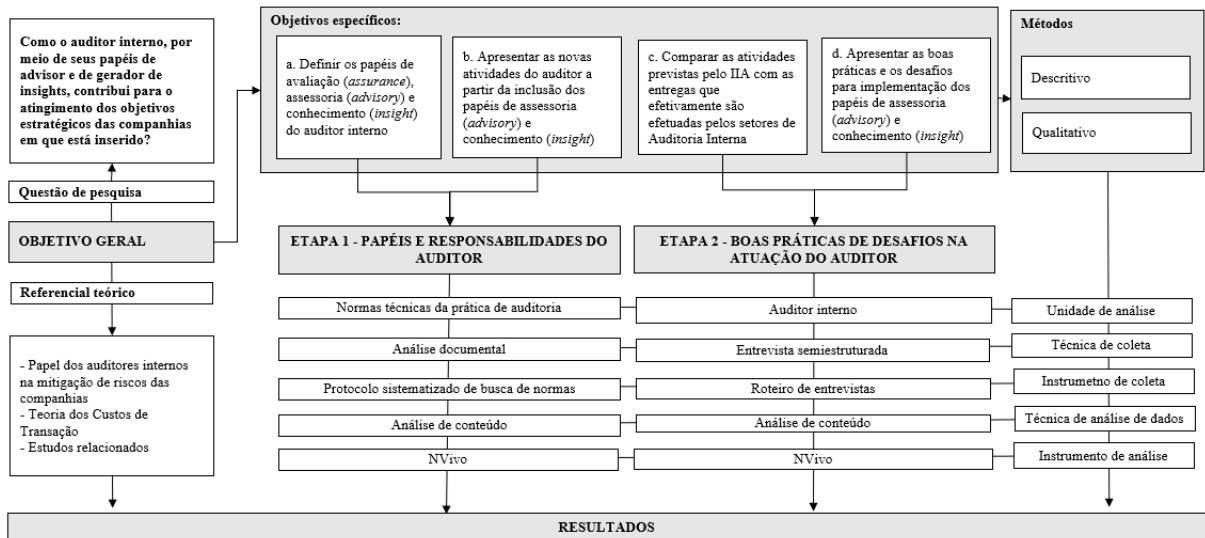 Como o auditor interno, por
meio de seus papéis de
advisor e de gerador de
insights, contribui para o
atingimento dos objetivos
estratégicos das companhias
em que está inserido?
Questão de pesquisa
OBJETIVO GERAL
Referencial teórico
- Papel dos auditores internos
na mitigação de riscos das
companhias
- Teoria dos Custos de
Transação
- Estudos relacionados
Objetivos específicos:
a. Definir os papéis de
avaliação (assurance),
assessoria (advisory) e
conhecimento (insight)
do auditor interno
b. Apresentar as novas
atividades do auditor a
partir da inclusão dos
papéis de assessoria
(advisory) e
conhecimento (insight)
c. Comparar as atividades
previstas pelo IIA com as
entregas que
efetivamente são
efetuadas pelos setores de
Auditoria Interna
d. Apresentar as boas
práticas e os desafios
para implementação dos
papéis de assessoria
(advisory) e
conhecimento (insight)
Métodos
Descritivo
Qualitativo
ETAPA 1 - PAPÉIS E RESPONSABILIDADES DO
AUDITOR
ETAPA 2 - BOAS PRÁTICAS DE DESAFIOS NA
ATUAÇÃO DO AUDITOR
Normas técnicas da prática de auditoria
Auditor interno
Unidade de análise
Análise documental
Entrevista semiestruturada
Técnica de coleta
Protocolo sistematizado de busca de normas
Roteiro de entrevistas
Instrumetno de coleta
Análise de conteúdo
Análise de conteúdo
Técnica de análise de dados
NVivo
NVivo
Instrumento de análise
RESULTADOS